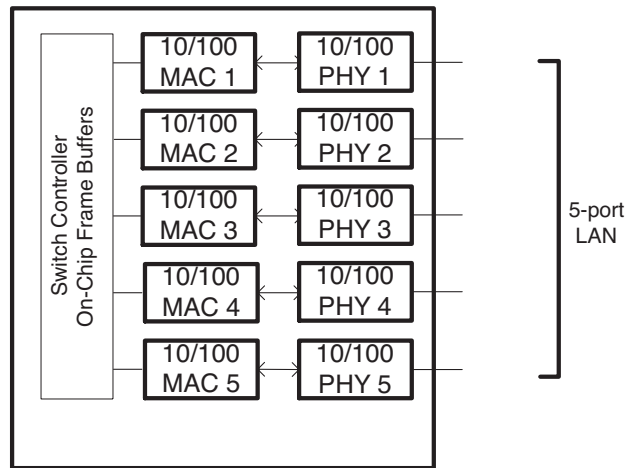 Switch Controller
On-Chip Frame Buffers
10/100
MAC 1
10/100
PHY 1
10/100
MAC 2
10/100
PHY 2
10/100
MAC 3
10/100
PHY 3
10/100
MAC 4
10/100
PHY 4
10/100
MAC 5
10/100
PHY 5
5-port
LAN